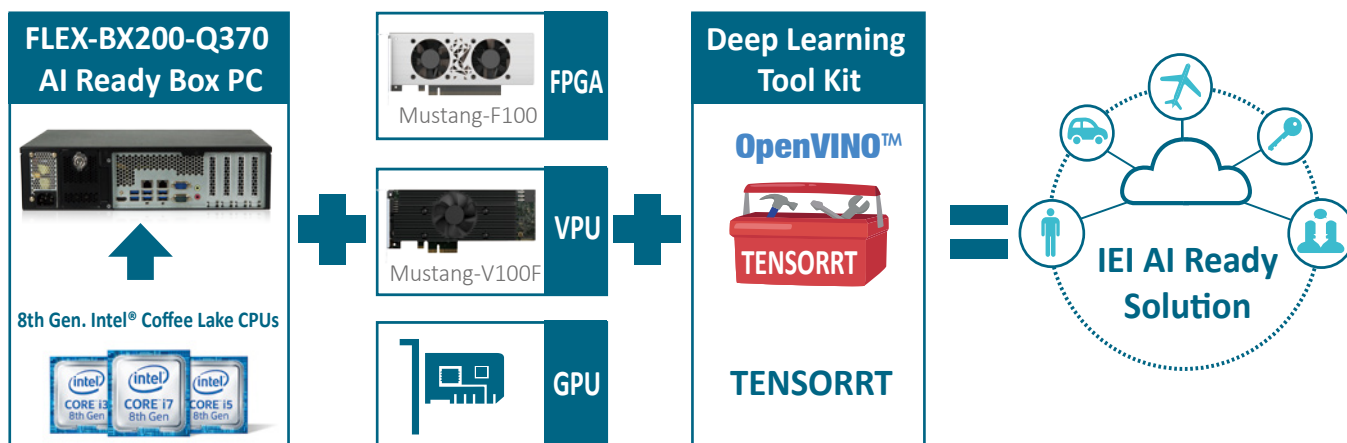 FLEX-BX200-Q370
AI Ready Box PC
8th Gen. Intel® Coffee Lake CPUs
intel
CORE i3
8th Gen
intel
CORE i7
8th Gen
intel
CORE i5
8th Gen
Mustang-F100
FPGA
Mustang-V100F
VPU
GPU
Deep Learning
Tool Kit
OpenVINO™
TENSORRT
TENSORRT
IEI AI Ready
Solution